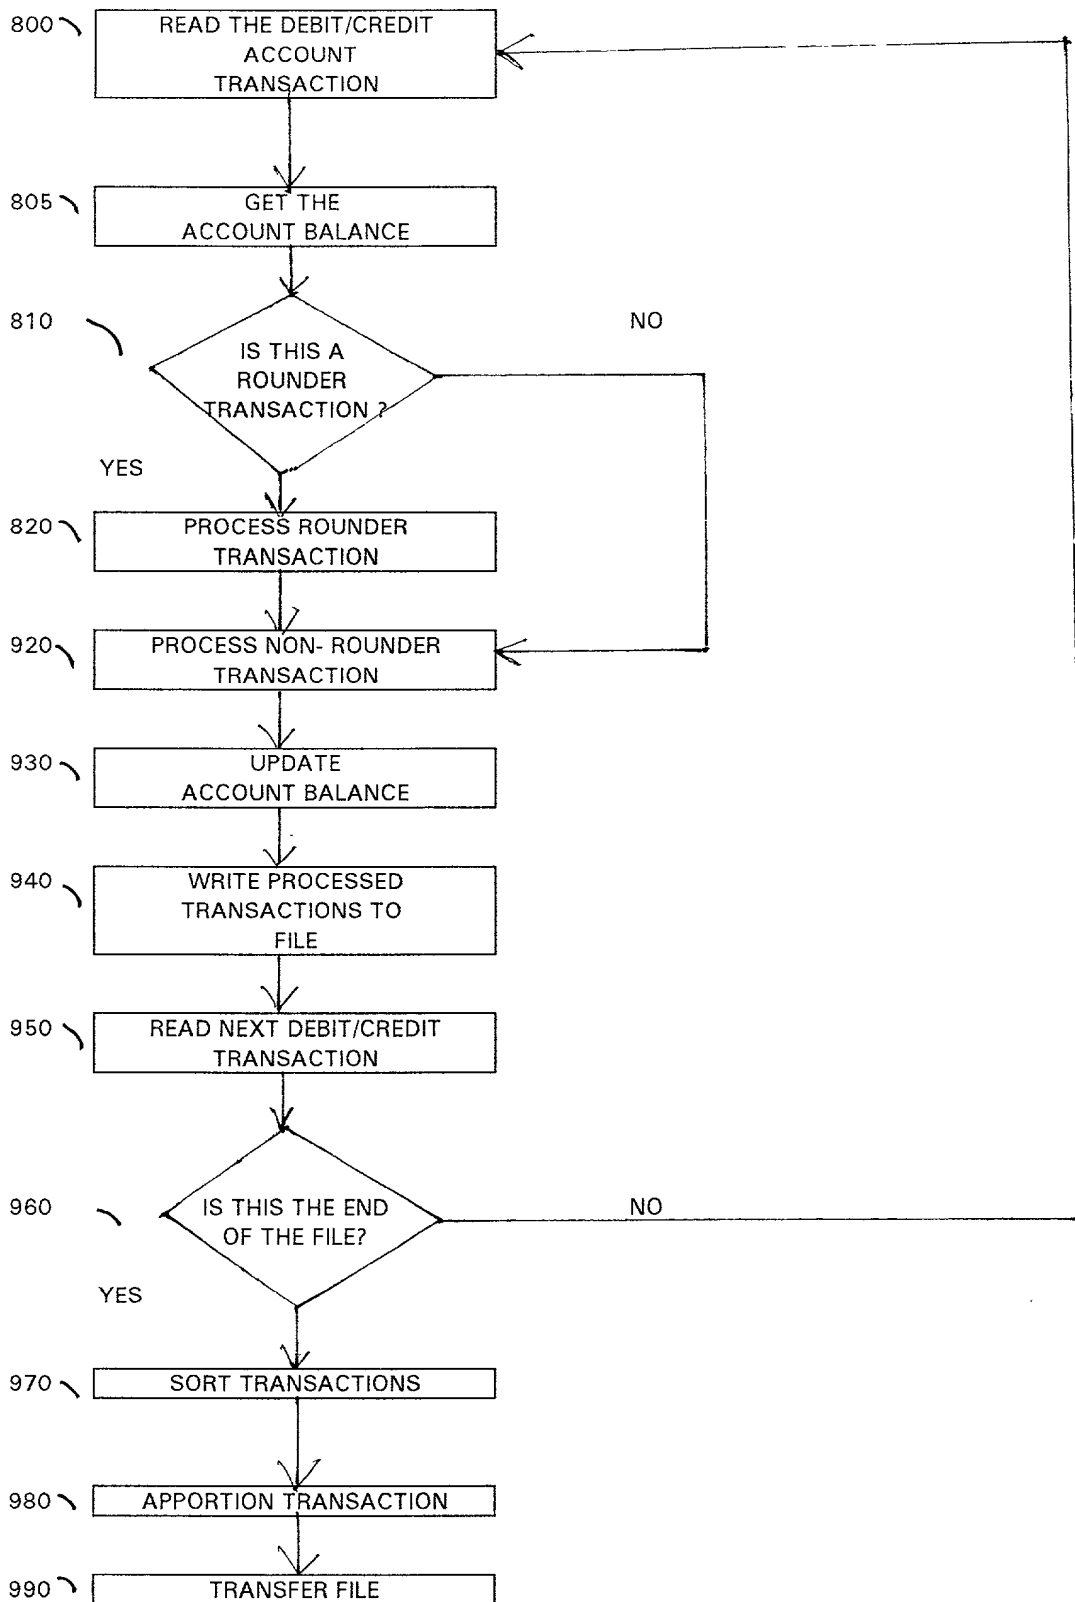 800
READ THE DEBIT/CREDIT
ACCOUNT
TRANSACTION
805
GET THE
ACCOUNT BALANCE
810
NO
IS THIS A
ROUNDER
TRANSACTION ?
YES
820
PROCESS ROUNDER
TRANSACTION
920
PROCESS NON- ROUNDER
TRANSACTION
930
UPDATE
ACCOUNT BALANCE
940
WRITE PROCESSED
TRANSACTIONS TO
FILE
950
READ NEXT DEBIT/CREDIT
TRANSACTION
960
IS THIS THE END
OF THE FILE?
NO
YES
970
SORT TRANSACTIONS
980
APPORTION TRANSACTION
990
TRANSFER FILE